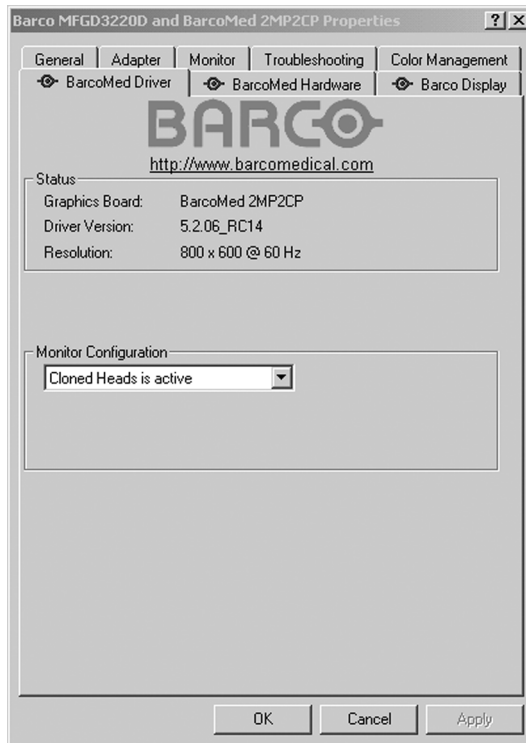 Barco MFGD3220D and BarcoMed 2MP2CP Properties ? X
General Adapter Monitor Troubleshooting Color Management
BarcoMed Driver BarcoMed Hardware Barco Display
BARCO
http://www.barcomedical.com
Status
Graphics Board: BarcoMed 2MP2CP
Driver Version: 5.2.06_RC14
Resolution: 800 x 600 @ 60 Hz
Monitor Configuration
Cloned Heads is active
OK Cancel Apply